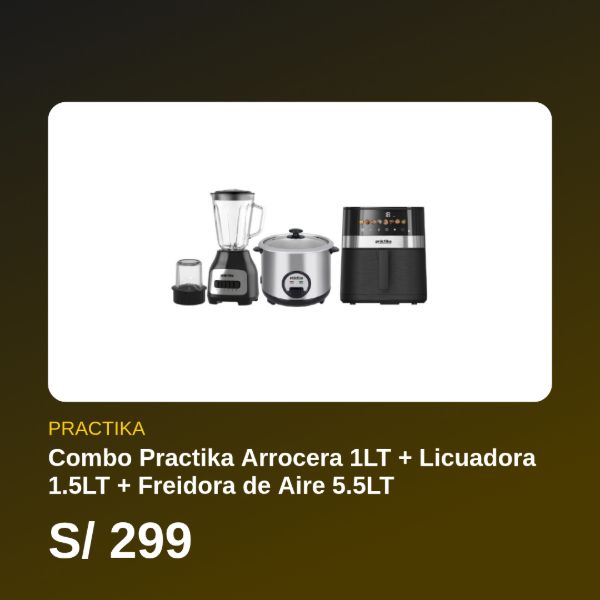 PRACTIKA
Combo Practika Arrocera 1LT + Licuadora
1.5LT + Freidora de Aire 5.5LT
S/ 299